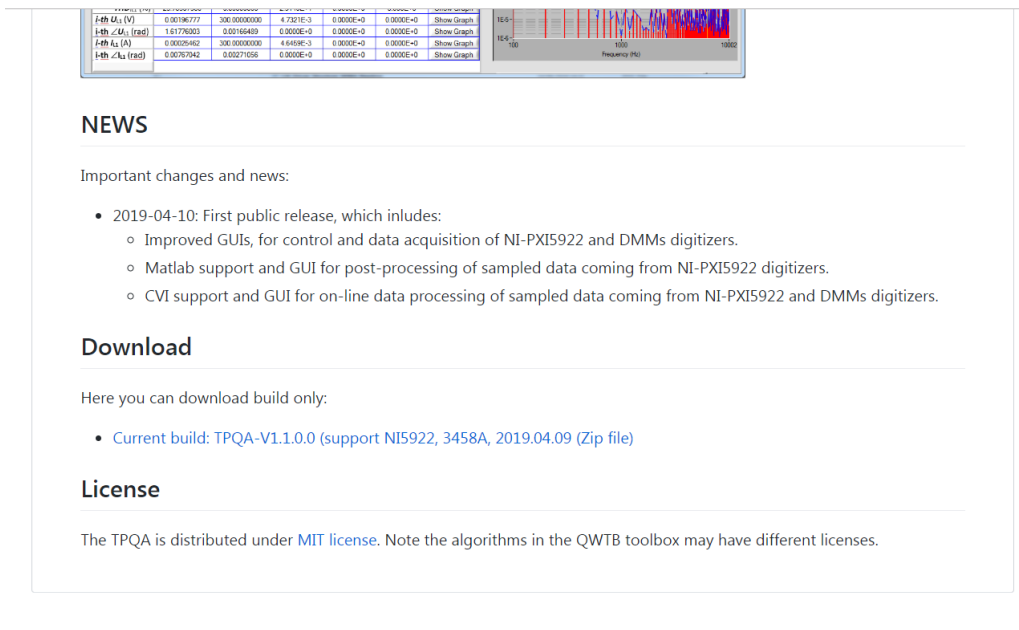 i-th U L1 (V) 0.00196777 300.00000000 4.7321E-3 0.0000E+0 0.0000E+0 Show Graph
i-th ∠U L1 (rad) 1.61776003 0.00166489 0.0000E+0 0.0000E+0 0.0000E+0 Show Graph
i-th I L1 (A) 0.00025462 300.00000000 4.6459E-3 0.0000E+0 0.0000E+0 Show Graph
i-th ∠I L1 (rad) 0.00767042 0.00271056 0.0000E+0 0.0000E+0 0.0000E+0 Show Graph
1E-5
1E-6
100 1000 10002
Frequency (Hz)
NEWS
Important changes and news:
• 2019-04-10: First public release, which inludes:
◦ Improved GUIs, for control and data acquisition of NI-PXI5922 and DMMs digitizers.
◦ Matlab support and GUI for post-processing of sampled data coming from NI-PXI5922 digitizers.
◦ CVI support and GUI for on-line data processing of sampled data coming from NI-PXI5922 and DMMs digitizers.
Download
Here you can download build only:
• Current build: TPQA-V1.1.0.0 (support NI5922, 3458A, 2019.04.09 (Zip file)
License
The TPQA is distributed under MIT license. Note the algorithms in the QWTB toolbox may have different licenses.